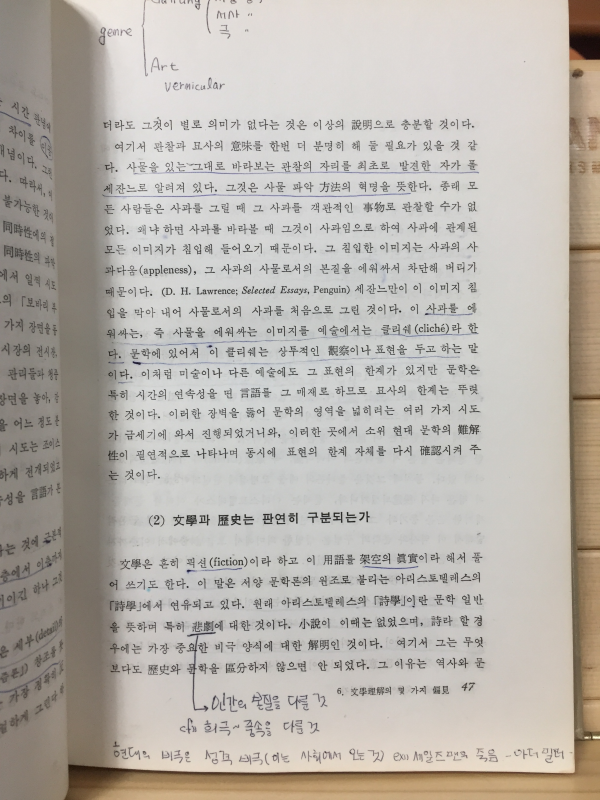 genre
서사 〃
극 〃
Art
vernicular
더라도 그것이 별로 의미가 없다는 것은 이상의 說明으로 충분할 것이다.
여기서 관찰과 묘사의 意味를 한번 더 분명히 해 둘 필요가 있을 것 같
다. 사물을 있는 그대로 바라보는 관찰의 자리를 최초로 발견한 자가 폴
세잔느로 알려져 있다. 그것은 사물 파악 方法의 혁명을 뜻한다. 종래 모
든 사람들은 사과를 그릴 때 그 사과를 객관적인 事物로 관찰할 수가 없
었다. 왜냐 하면 사과를 바라볼 때 그것이 사과임으로 하여 사과에 관계된
모든 이미지가 침입해 들어오기 때문이다. 그 침입한 이미지는 사과의 사
과다움(appleness), 그 사과의 사물로서의 본질을 에워싸서 차단해 버리기
때문이다. (D. H. Lawrence; Selected Essays, Penguin) 세잔느만이 이 이미지 침
입을 막아 내어 사물로서의 사과를 처음으로 그린 것이다. 이 사과를 에
워싸는, 즉 사물을 에워싸는 이미지를 예술에서는 클리쉐(cliché)라 한
다. 문학에 있어서 이 클리쉐는 상투적인 觀察이나 표현을 두고 하는 말
이다. 이처럼 미술이나 다른 예술에도 그 표현의 한계가 있지만 문학은
특히 시간의 연속성을 띤 言語를 그 매재로 하므로 묘사의 한계는 뚜렷
한 것이다. 이러한 장벽을 뚫어 문학의 영역을 넓히려는 여러 가지 시도
가 금세기에 와서 진행되었거니와, 이러한 곳에서 소위 현대 문학의 難解
性이 필연적으로 나타나며 동시에 표현의 한계 자체를 다시 確認시켜 주
는 것이다.
(2) 文學과 歷史는 판연히 구분되는가
文學은 흔히 픽션(fiction)이라 하고 이 用語를 架空의 眞實이라 해서 풀
어 쓰기도 한다. 이 말은 서양 문학론의 원조로 불리는 아리스토텔레스의
「詩學」에서 연유되고 있다. 원래 아리스토텔레스의 「詩學」이란 문학 일반
을 뜻하며 특히 悲劇에 대한 것이다. 小說이 이때는 없었으며, 詩라 할 경
우에는 가장 중요한 비극 양식에 대한 解明인 것이다. 여기서 그는 무엇
보다도 歷史와 문학을 區分하지 않으면 안 되었다. 그 이유는 역사와 문
6. 文學理解의 몇 가지 偏見 47
인간의 본질을 다룰 것
희극~풍속을 다룰 것
현대의 비극은 성격 비극(하는 사회에서 오는 것) ex) 세일즈맨의 죽음 - 아더 밀러